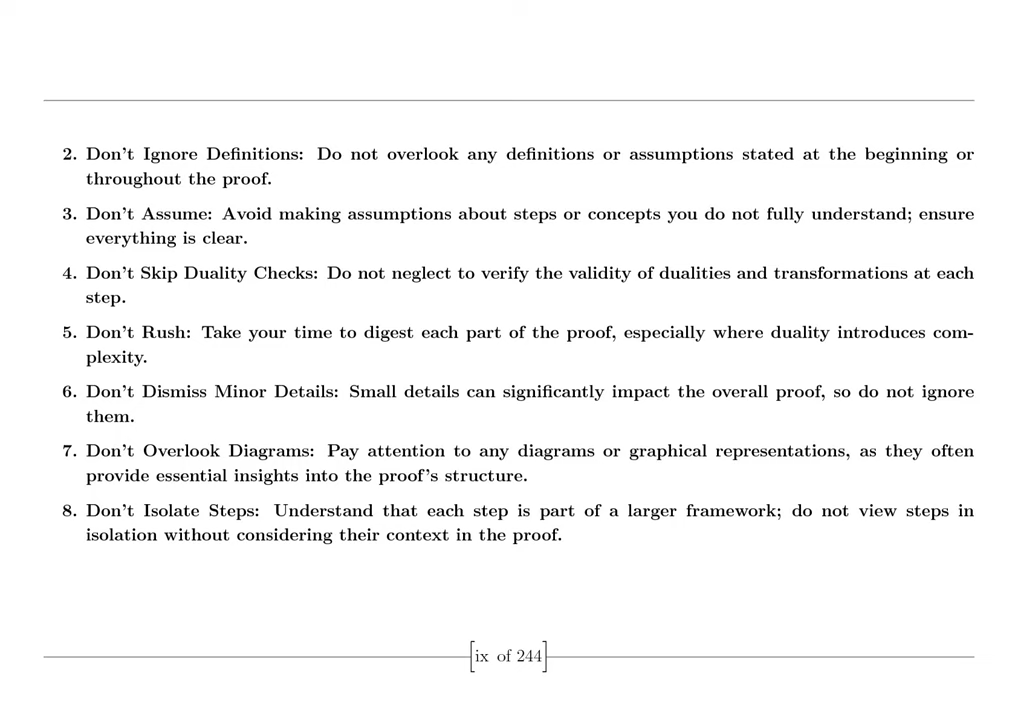 2. Don't Ignore Definitions: Do not overlook any definitions or assumptions stated at the beginning or
throughout the proof.
3. Don't Assume: Avoid making assumptions about steps or concepts you do not fully understand; ensure
everything is clear.
4. Don't Skip Duality Checks: Do not neglect to verify the validity of dualities and transformations at each
step.
5. Don't Rush: Take your time to digest each part of the proof, especially where duality introduces com-
plexity.
6. Don't Dismiss Minor Details: Small details can significantly impact the overall proof, so do not ignore
them.
7. Don't Overlook Diagrams: Pay attention to any diagrams or graphical representations, as they often
provide essential insights into the proof's structure.
8. Don't Isolate Steps: Understand that each step is part of a larger framework; do not view steps in
isolation without considering their context in the proof.
[ix of 244]